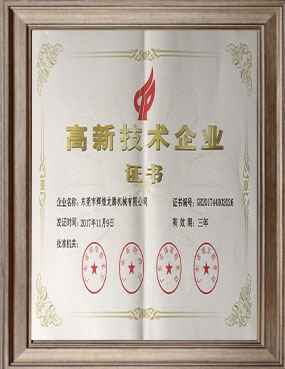 高新技术企业
证书
企业名称：东莞市辉煌龙腾机械有限公司 证书编号：GR201744002026
发证时间：2017年11月9日 有 效 期：三年
批准机关：